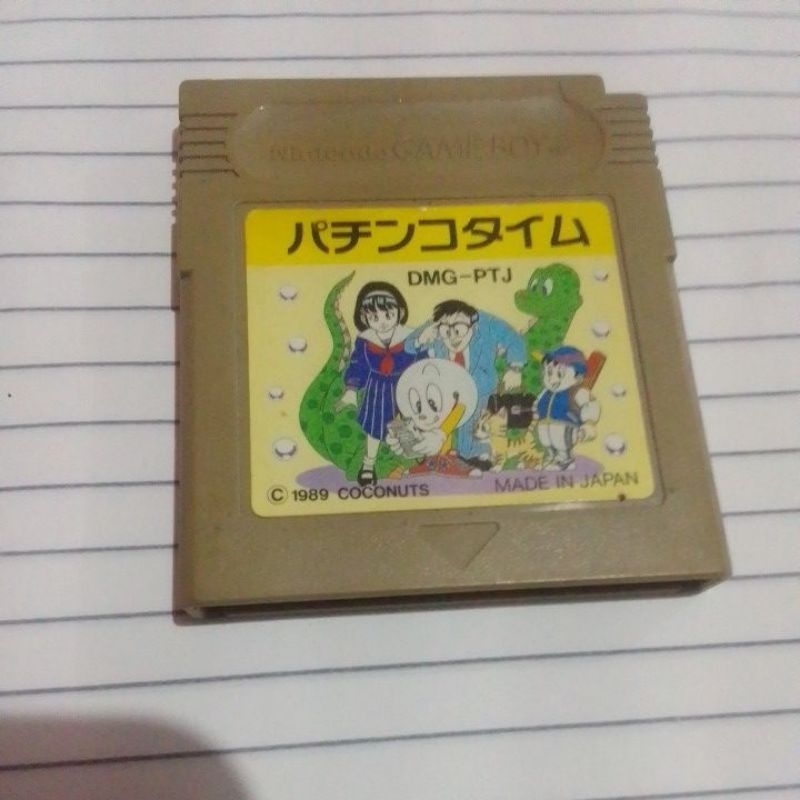 Nintendo GAME BOY
パチンコタイム
DMG-PTJ
© 1989 COCONUTS
MADE IN JAPAN